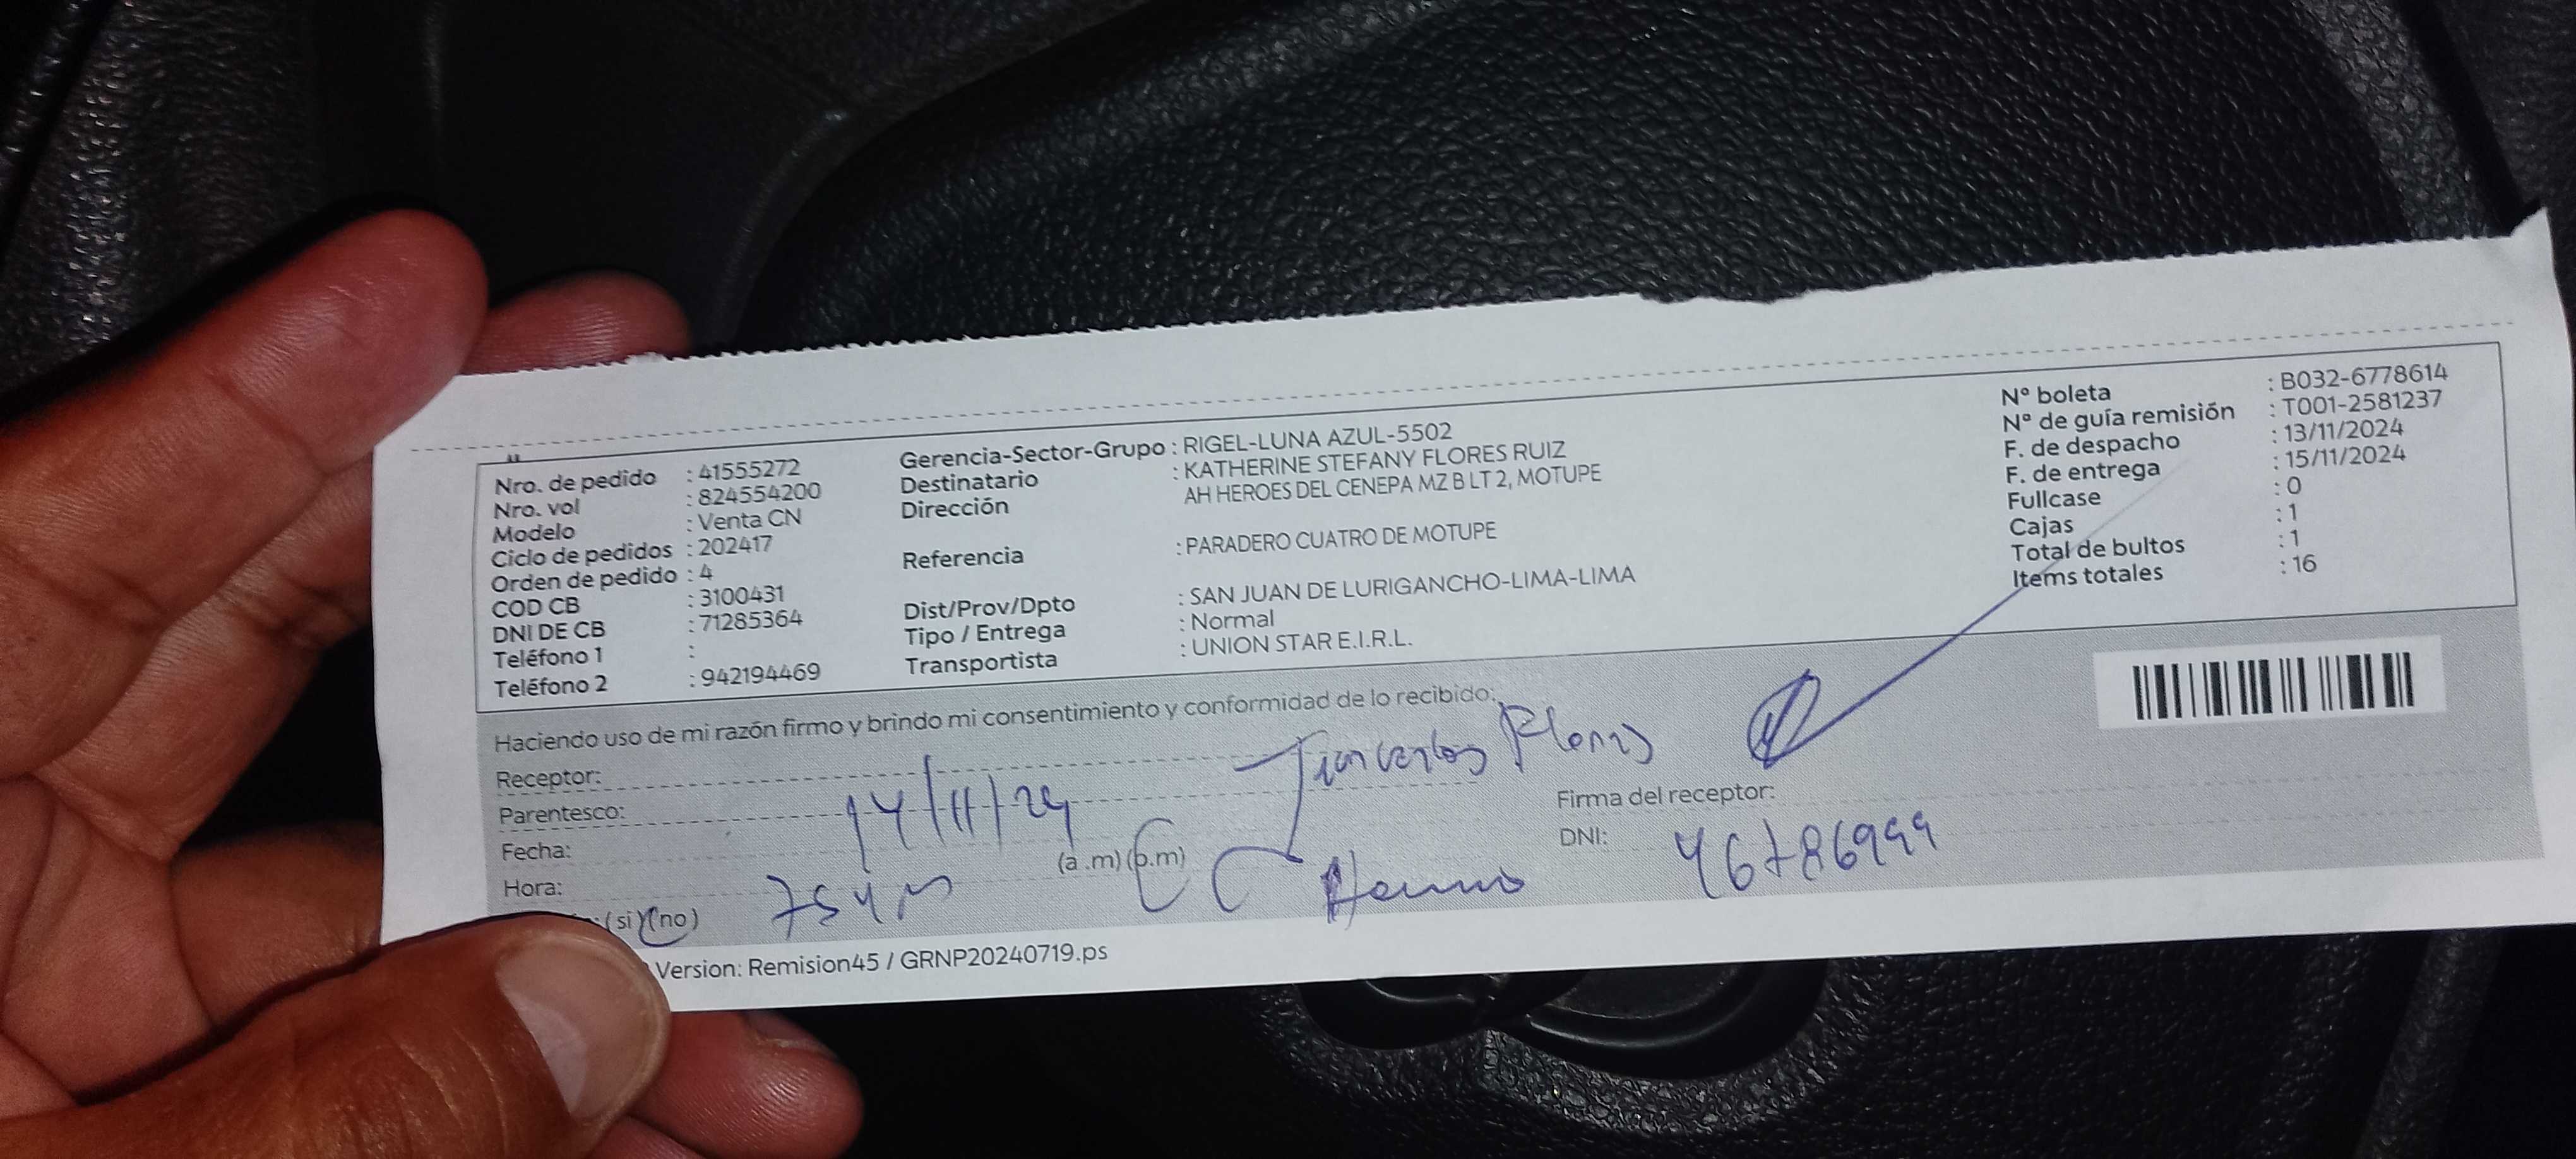 Nro. de pedido : 41555272
Nro. vol : 824554200
Modelo : Venta CN
Ciclo de pedidos : 202417
Orden de pedido : 4
COD CB : 3100431
DNI DE CB : 71285364
Teléfono 1 :
Teléfono 2 : 942194469
Gerencia-Sector-Grupo : RIGEL-LUNA AZUL-5502
Destinatario : KATHERINE STEFANY FLORES RUIZ
Dirección AH HEROES DEL CENEPA MZ B LT 2, MOTUPE
Referencia : PARADERO CUATRO DE MOTUPE
Dist/Prov/Dpto : SAN JUAN DE LURIGANCHO-LIMA-LIMA
Tipo / Entrega : Normal
Transportista : UNION STAR E.I.R.L.
N° boleta : B032-6778614
N° de guía remisión : T001-2581237
F. de despacho : 13/11/2024
F. de entrega : 15/11/2024
Fullcase : 0
Cajas : 1
Total de bultos : 1
Items totales : 16
Haciendo uso de mi razón firmo y brindo mi consentimiento y conformidad de lo recibido:
Receptor: Flores
Parentesco:
Fecha: 14/11/24
Hora: (a .m) (p.m)
(si) (no)
Firma del receptor:
DNI: 46786999
Version: Remision45 / GRNP20240719.ps